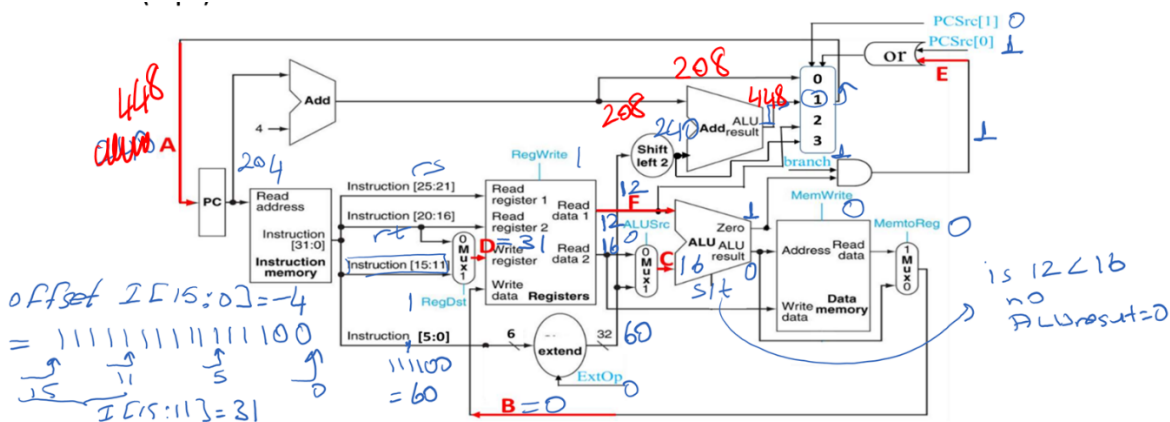 PCSrc[1] 0
PCSrc[0] 1
or
E
448
A
208
208
448
0
1
2
3
Add
4
Add ALU
result
240
Shift
left 2
1
branch 1
204
PC
Read
address
Instruction
[31:0]
Instruction
memory
RegWrite 1
rs
Instruction [25:21]
Instruction [20:16]
rt
Instruction [15:11]
0
Mux
1
D = 31
1
RegDst
Read
register 1
Read
data 1
Read
register 2
Write
register
Read
data 2
Write
data Registers
12
F
12
16
0
ALUSrc
0
Mux
1
C
16
1
Zero
ALU ALU
result
0
slt
MemWrite
0
Address Read
data
Write
data
Data
memory
MemtoReg 0
1
Mux
0
is 12<16
no
ALUresult=0
Instruction [5:0]
6
extend
32
60
ExtOp 0
111100
= 60
B = 0
offset I[15:0]=-4
= 1111111111111100
15 11 5 0
I[15:11]=31